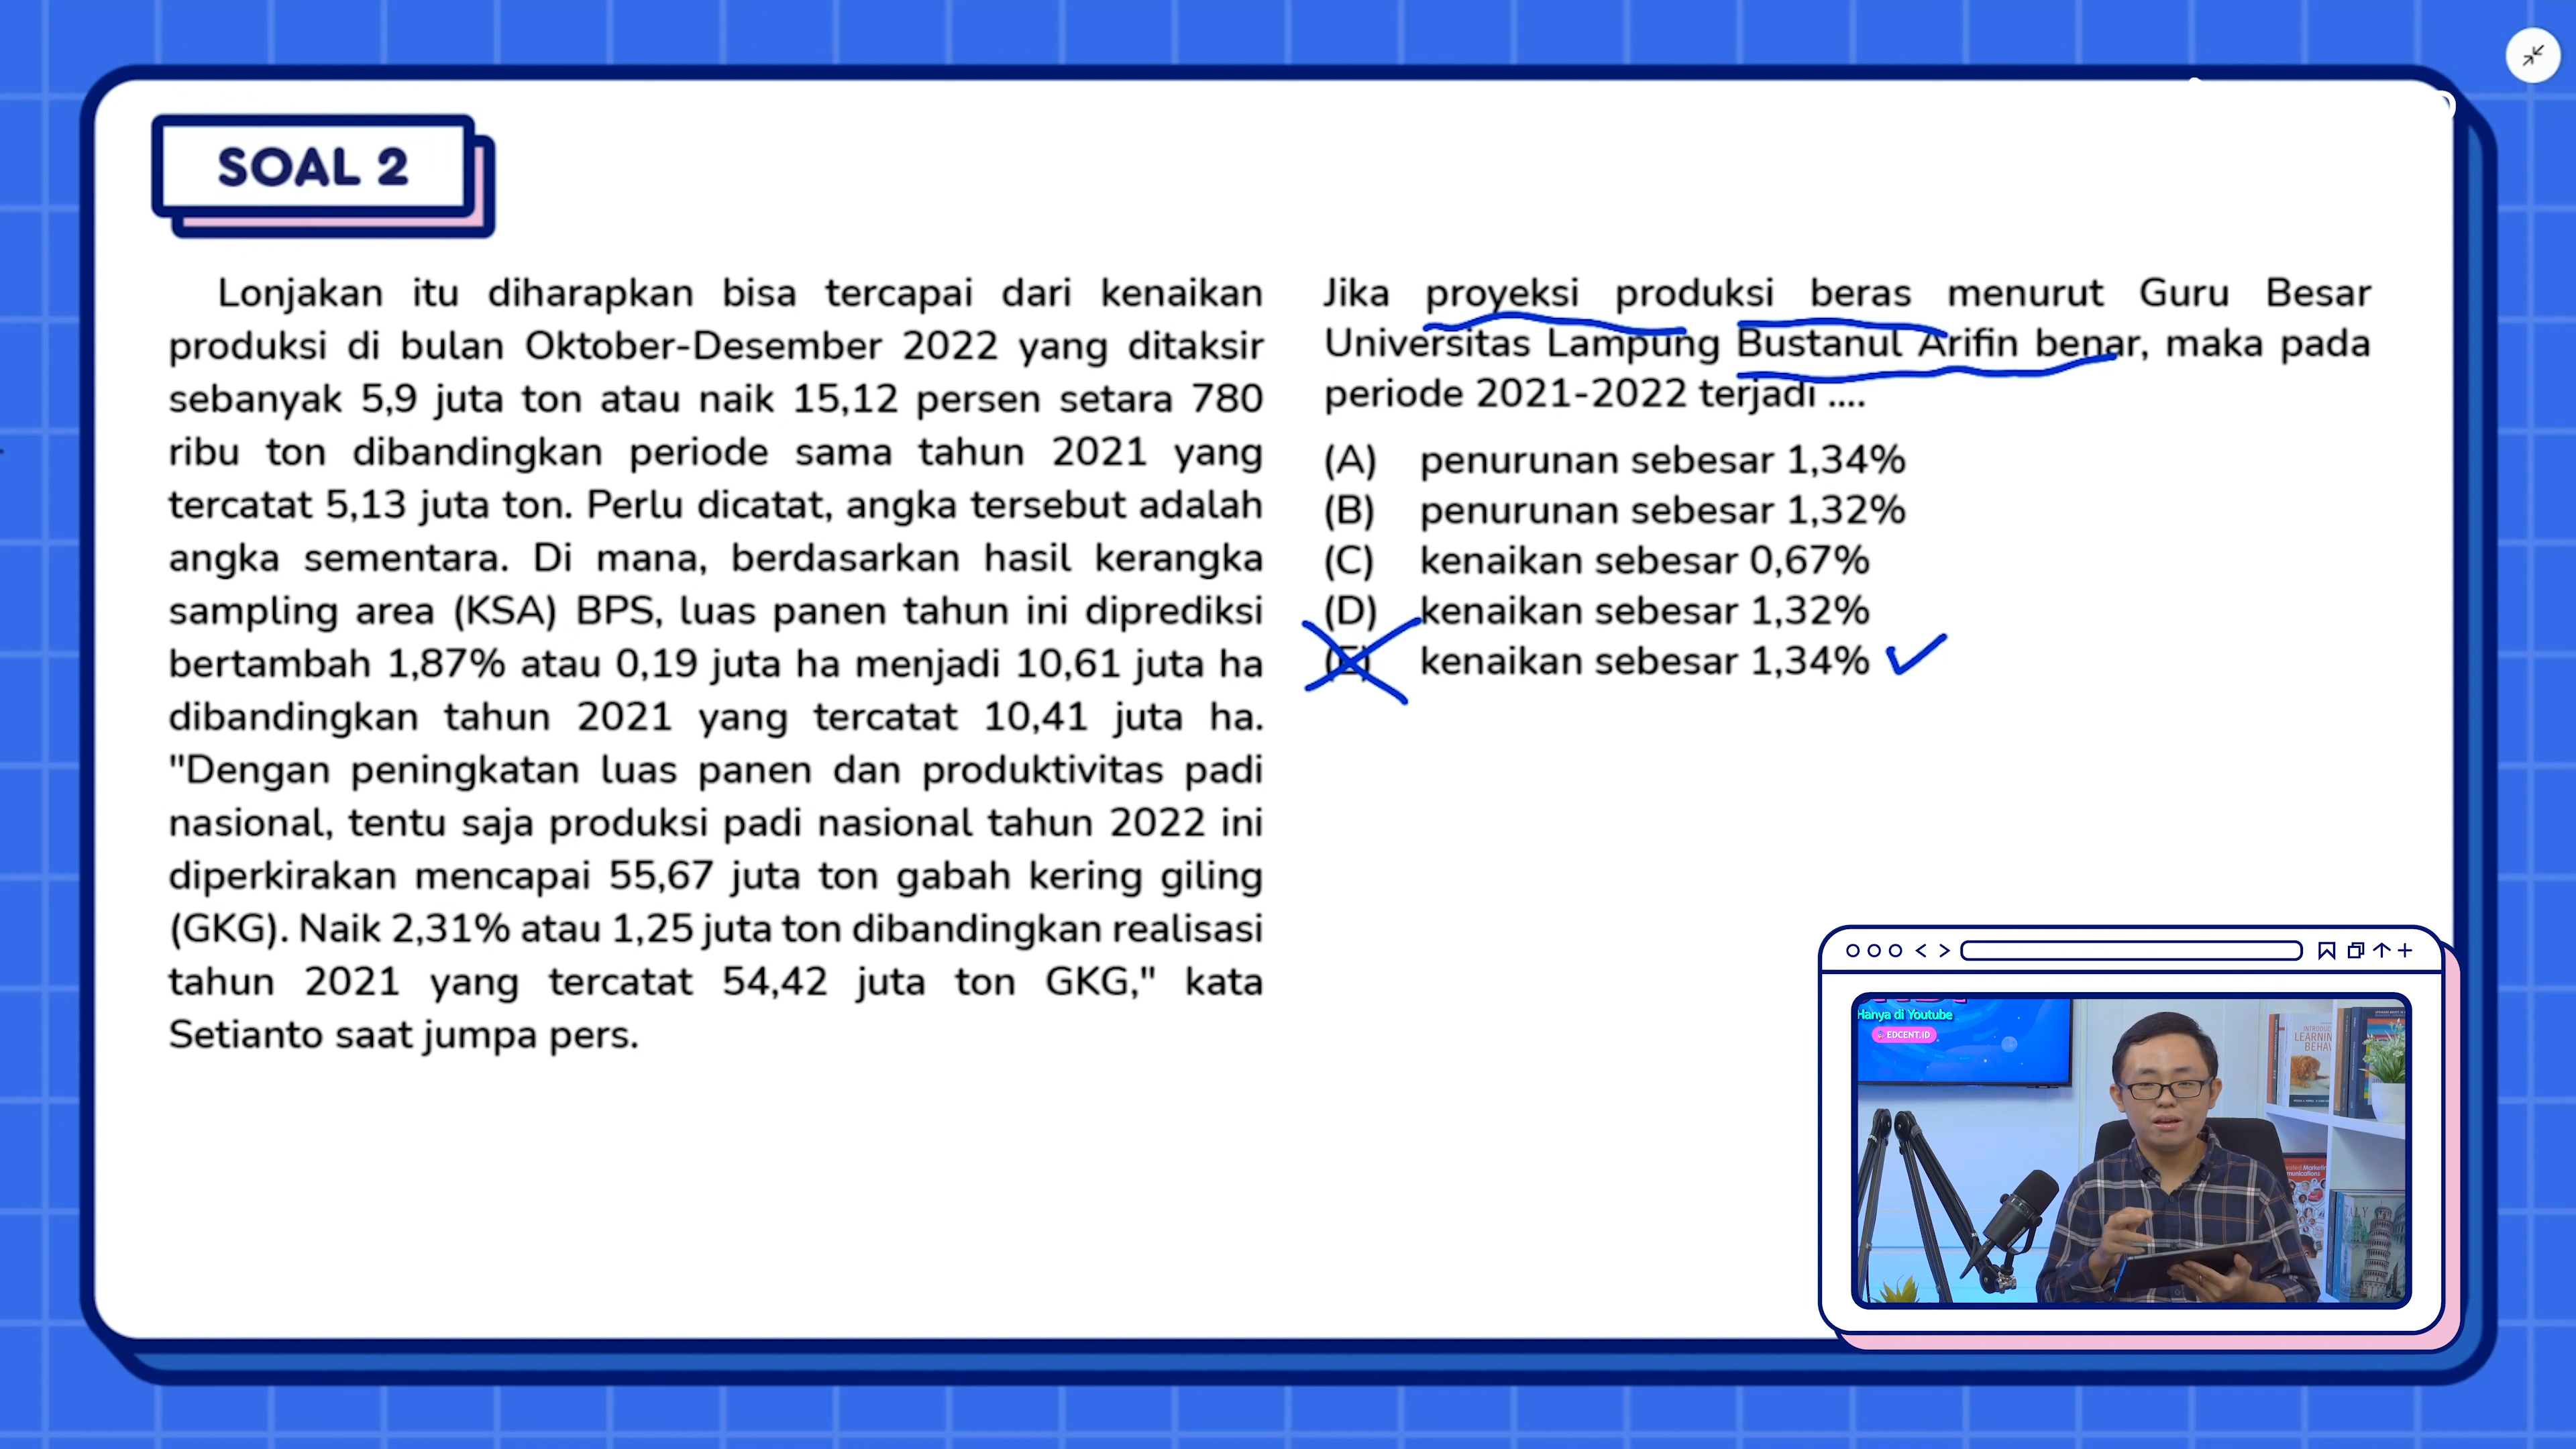 SOAL 2
Lonjakan itu diharapkan bisa tercapai dari kenaikan
produksi di bulan Oktober-Desember 2022 yang ditaksir
sebanyak 5,9 juta ton atau naik 15,12 persen setara 780
ribu ton dibandingkan periode sama tahun 2021 yang
tercatat 5,13 juta ton. Perlu dicatat, angka tersebut adalah
angka sementara. Di mana, berdasarkan hasil kerangka
sampling area (KSA) BPS, luas panen tahun ini diprediksi
bertambah 1,87% atau 0,19 juta ha menjadi 10,61 juta ha
dibandingkan tahun 2021 yang tercatat 10,41 juta ha.
"Dengan peningkatan luas panen dan produktivitas padi
nasional, tentu saja produksi padi nasional tahun 2022 ini
diperkirakan mencapai 55,67 juta ton gabah kering giling
(GKG). Naik 2,31% atau 1,25 juta ton dibandingkan realisasi
tahun 2021 yang tercatat 54,42 juta ton GKG," kata
Setianto saat jumpa pers.
Jika proyeksi produksi beras menurut Guru Besar
Universitas Lampung Bustanul Arifin benar, maka pada
periode 2021-2022 terjadi ....
(A) penurunan sebesar 1,34%
(B) penurunan sebesar 1,32%
(C) kenaikan sebesar 0,67%
(D) kenaikan sebesar 1,32%
(E) kenaikan sebesar 1,34%
Hanya di Youtube
EDCENT.ID
LEARNIN
BEHAV
ITALY